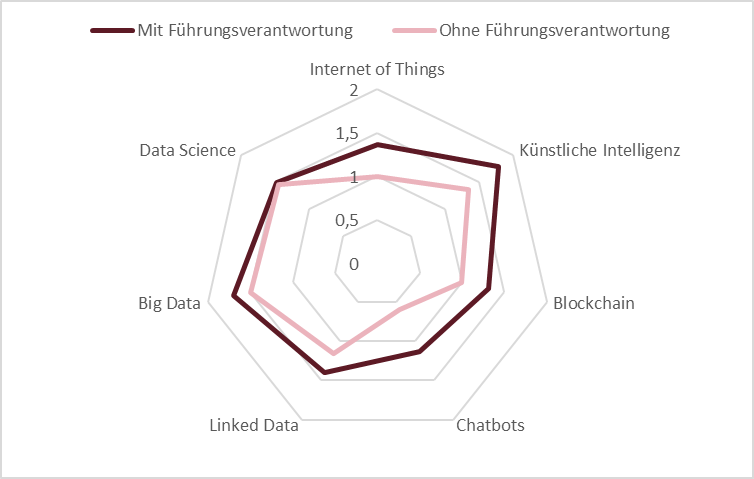 Mit Führungsverantwortung
Ohne Führungsverantwortung
Internet of Things
2
Data Science
1,5
Künstliche Intelligenz
1
0,5
0
Big Data
Blockchain
Linked Data
Chatbots